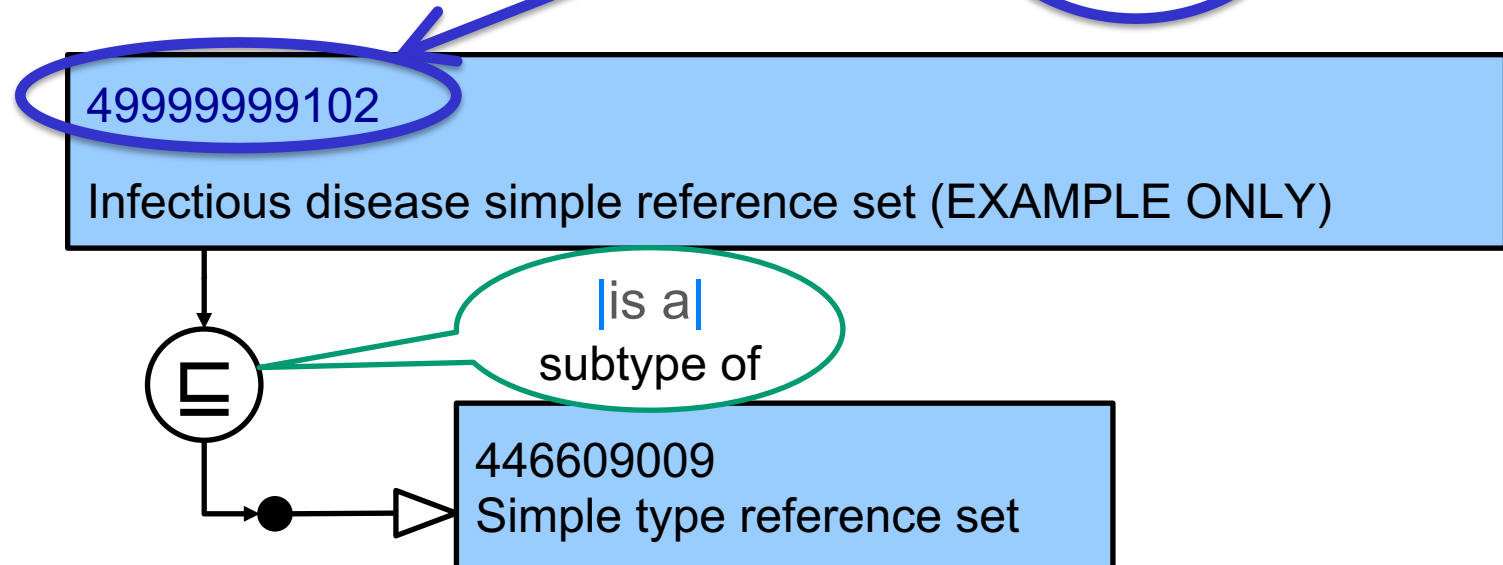 49999999102
Infectious disease simple reference set (EXAMPLE ONLY)
|is a|
subtype of
⊑
446609009
Simple type reference set